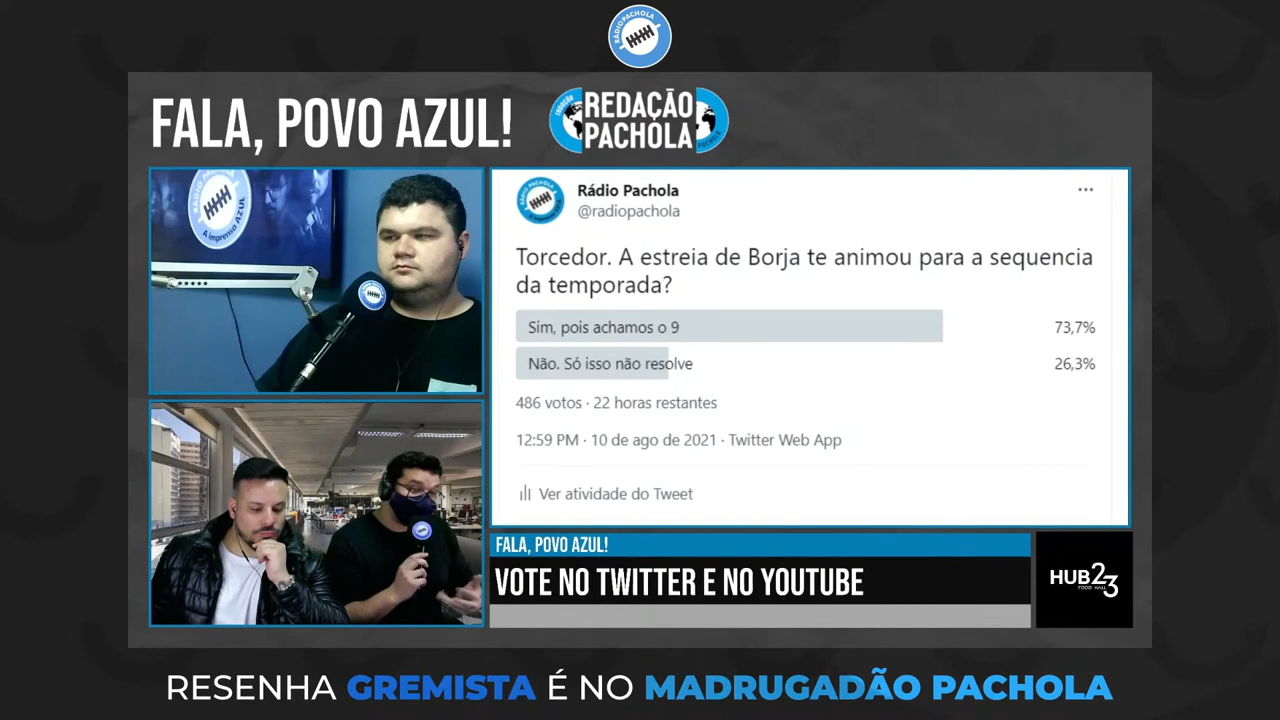 RÁDIO PACHOLA
FALA, POVO AZUL!
REDAÇÃO
PACHOLA
RÁDIO PACHOLA
A imprensa AZUL
Rádio Pachola
@radiopachola
Torcedor. A estreia de Borja te animou para a sequencia
da temporada?
Sim, pois achamos o 9 73,7%
Não. Só isso não resolve 26,3%
486 votos · 22 horas restantes
12:59 PM · 10 de ago de 2021 · Twitter Web App
Ver atividade do Tweet
FALA, POVO AZUL!
VOTE NO TWITTER E NO YOUTUBE
HUB23
FOOD HALL
RESENHA GREMISTA É NO MADRUGADÃO PACHOLA